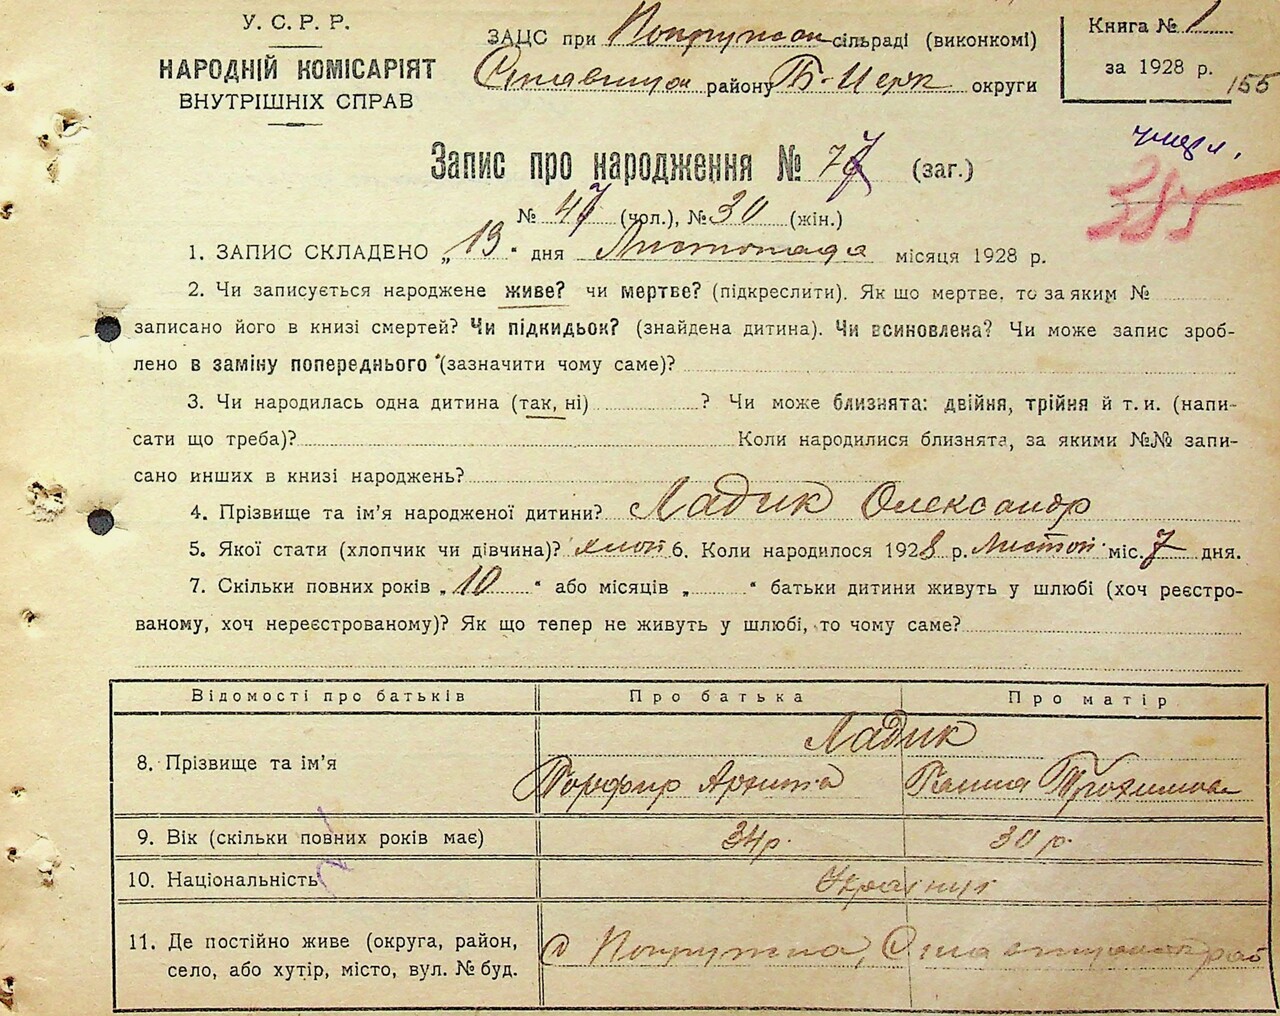 У. С. Р. Р.
НАРОДНІЙ КОМІСАРІЯТ
ВНУТРІШНІХ СПРАВ
ЗАЦС при сільраді (виконкомі)
району Б-Церк округи
Книга № 1
за 1928 р.
155
Запис про народження № 77 (заг.)
385
№ 47 (чол.), № 30 (жін.)
1. ЗАПИС СКЛАДЕНО „13" дня Листопада місяця 1928 р.
2. Чи записується народжене живе? чи мертве? (підкреслити). Як що мертве, то за яким №
записано його в книзі смертей? Чи підкидьок? (знайдена дитина). Чи всиновлена? Чи може запис зроб-
лено в заміну попереднього (зазначити чому саме)?
3. Чи народилась одна дитина (так, ні) ? Чи може близнята: двійня, трійня й т. и. (напи-
сати що треба)? Коли народилися близнята, за якими №№ запи-
сано инших в книзі народжень?
4. Прізвище та ім'я народженої дитини? Ладик Олександр
5. Якої стати (хлопчик чи дівчина)? хлоп 6. Коли народилося 1928 р. Листоп. міс. 7 дня.
7. Скільки повних років „10" або місяців „ " батьки дитини живуть у шлюбі (хоч реєстро-
ваному, хоч нереєстрованому)? Як що тепер не живуть у шлюбі, то чому саме?
Відомості про батьків Про батька Про матір
Ладик
8. Прізвище та ім'я Порфир Архипа Трохимова
9. Вік (скільки повних років має) 34 р. 30 р.
10. Національність Українці
11. Де постійно живе (округа, район,
село, або хутір, місто, вул. № буд.